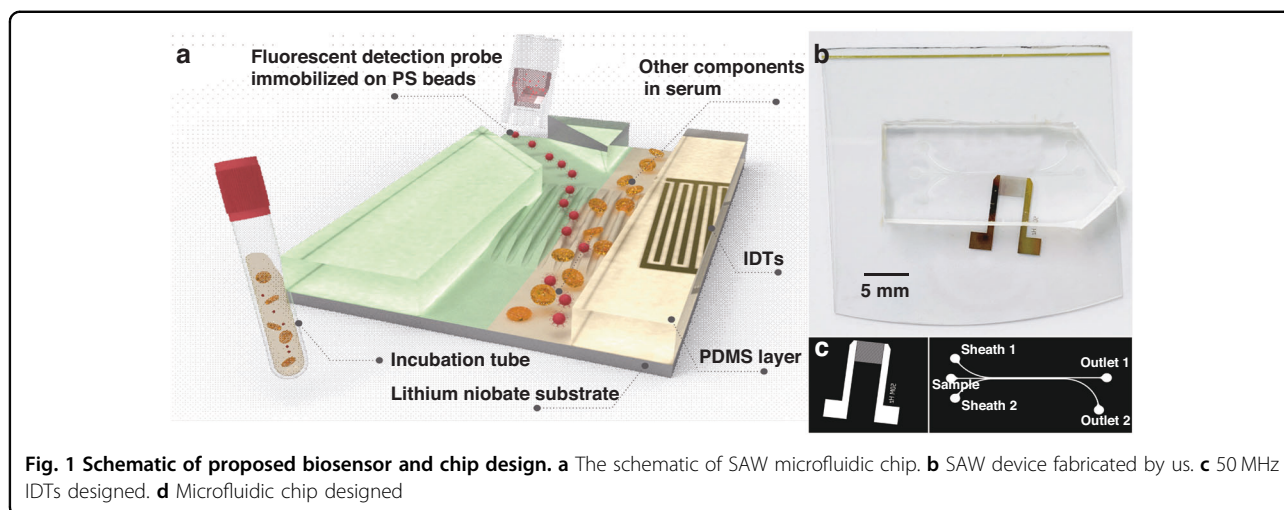 a
Fluorescent detection probe
immobilized on PS beads
Other components
in serum
IDTs
PDMS layer
Incubation tube
Lithium niobate substrate
b
5 mm
c
Sheath 1
Sample
Sheath 2
Outlet 1
Outlet 2
Fig. 1 Schematic of proposed biosensor and chip design. a The schematic of SAW microfluidic chip. b SAW device fabricated by us. c 50 MHz
IDTs designed. d Microfluidic chip designed